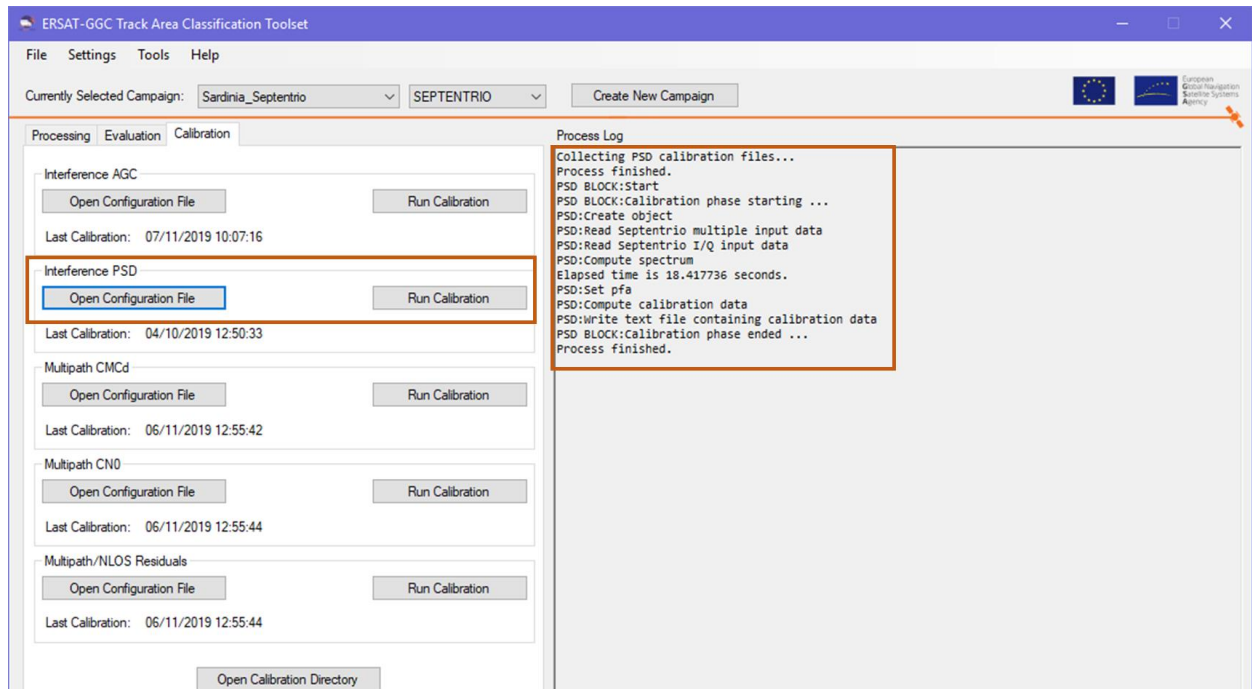 ERSAT-GGC Track Area Classification Toolset
File Settings Tools Help
Currently Selected Campaign: Sardinia_Septentrio SEPTENTRIO Create New Campaign
European
Global Navigation
Satellite Systems
Agency
Processing Evaluation Calibration
Interference AGC
Open Configuration File Run Calibration
Last Calibration: 07/11/2019 10:07:16
Interference PSD
Open Configuration File Run Calibration
Last Calibration: 04/10/2019 12:50:33
Multipath CMCd
Open Configuration File Run Calibration
Last Calibration: 06/11/2019 12:55:42
Multipath CN0
Open Configuration File Run Calibration
Last Calibration: 06/11/2019 12:55:44
Multipath/NLOS Residuals
Open Configuration File Run Calibration
Last Calibration: 06/11/2019 12:55:44
Open Calibration Directory
Process Log
Collecting PSD calibration files...
Process finished.
PSD BLOCK:Start
PSD BLOCK:Calibration phase starting ...
PSD:Create object
PSD:Read Septentrio multiple input data
PSD:Read Septentrio I/Q input data
PSD:Compute spectrum
Elapsed time is 18.417736 seconds.
PSD:Set pfa
PSD:Compute calibration data
PSD:Write text file containing calibration data
PSD BLOCK:Calibration phase ended ...
Process finished.